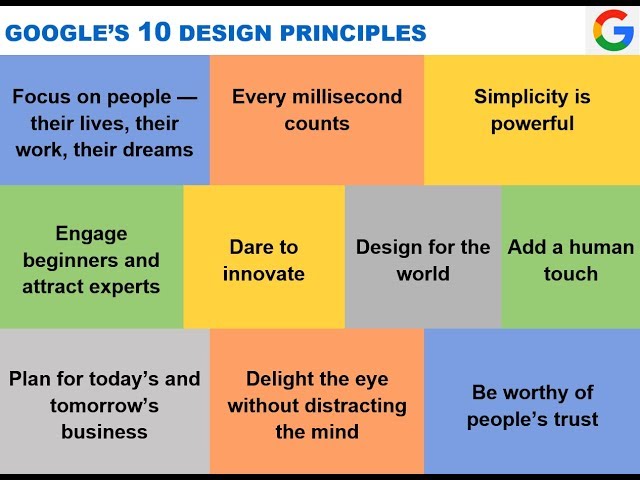 GOOGLE’S 10 DESIGN PRINCIPLES
G
Focus on people —
their lives, their
work, their dreams
Every millisecond
counts
Simplicity is
powerful
Engage
beginners and
attract experts
Dare to
innovate
Design for the
world
Add a human
touch
Plan for today’s and
tomorrow’s
business
Delight the eye
without distracting
the mind
Be worthy of
people’s trust